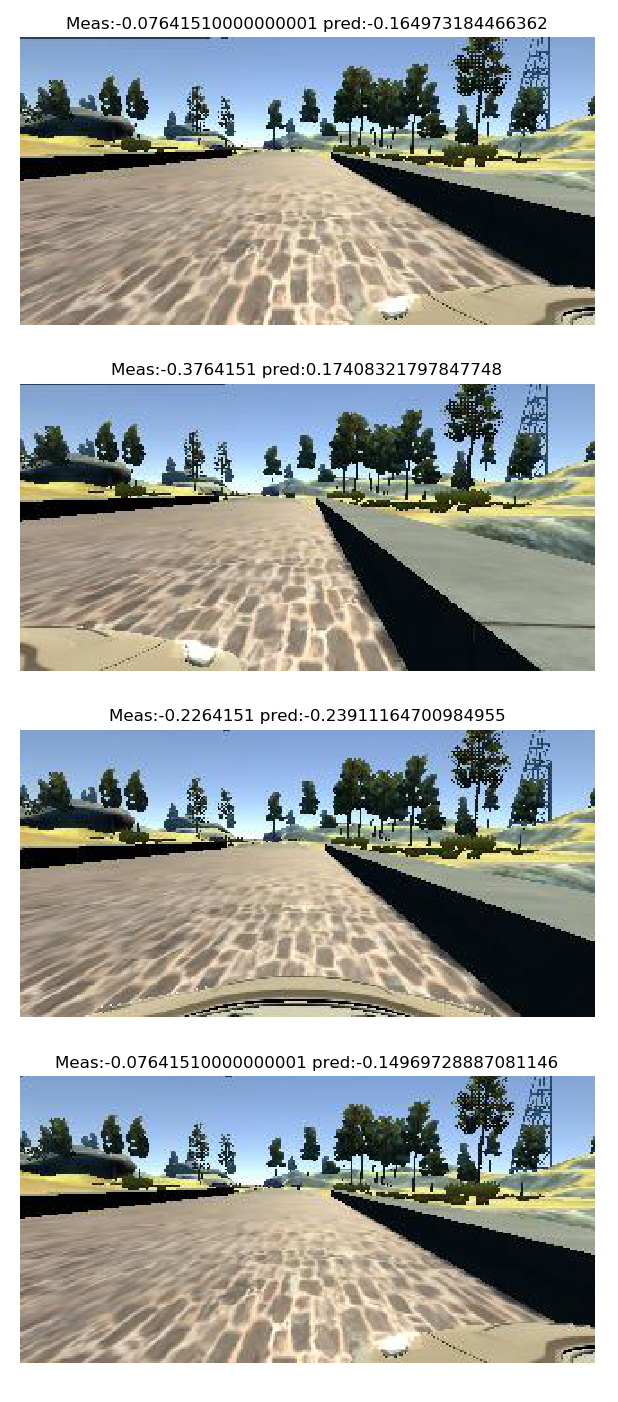 Meas:-0.07641510000000001 pred:-0.164973184466362
Meas:-0.3764151 pred:0.17408321797847748
Meas:-0.2264151 pred:-0.23911164700984955
Meas:-0.07641510000000001 pred:-0.14969728887081146